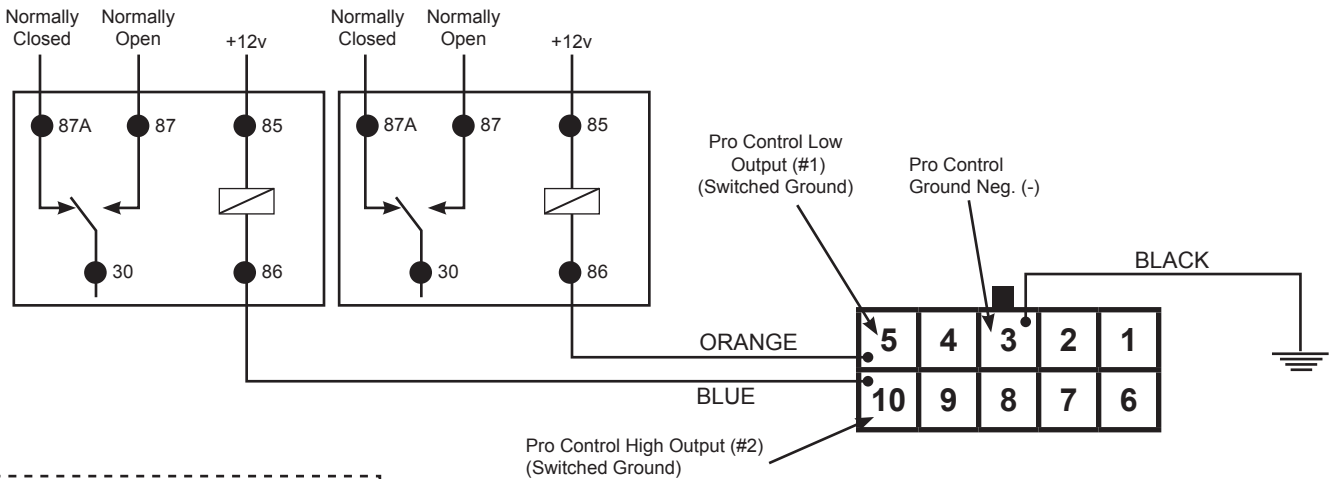 Normally Closed
Normally Open
+12v
Normally Closed
Normally Open
+12v
87A
87
85
87A
87
85
30
86
30
86
Pro Control Low
Output (#1)
(Switched Ground)
Pro Control
Ground Neg. (-)
BLACK
ORANGE
BLUE
5 4 3 2 1
10 9 8 7 6
Pro Control High Output (#2)
(Switched Ground)